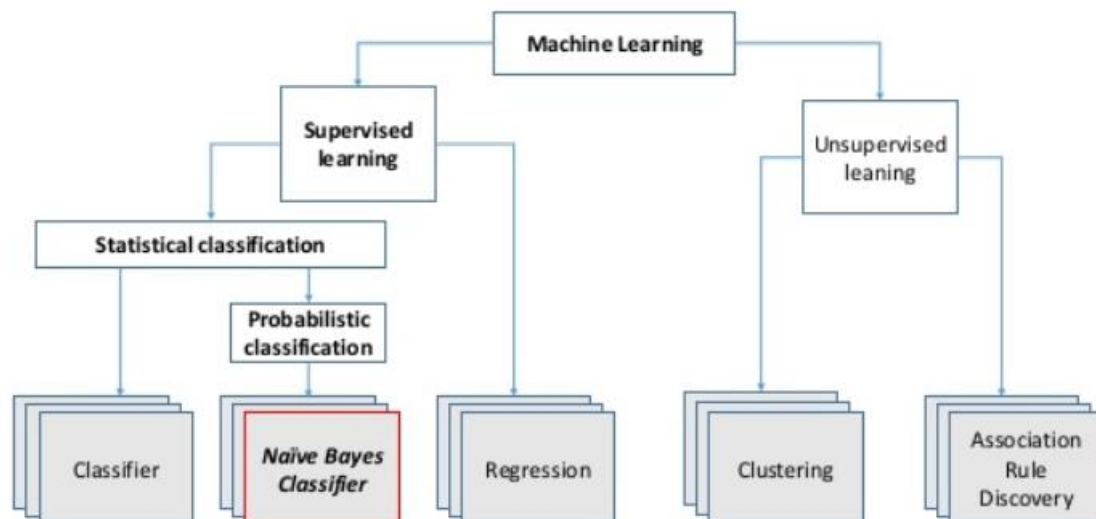 Machine Learning
Supervised
learning
Unsupervised
leaning
Statistical classification
Probabilistic
classification
Classifier
Naïve Bayes
Classifier
Regression
Clustering
Association
Rule
Discovery